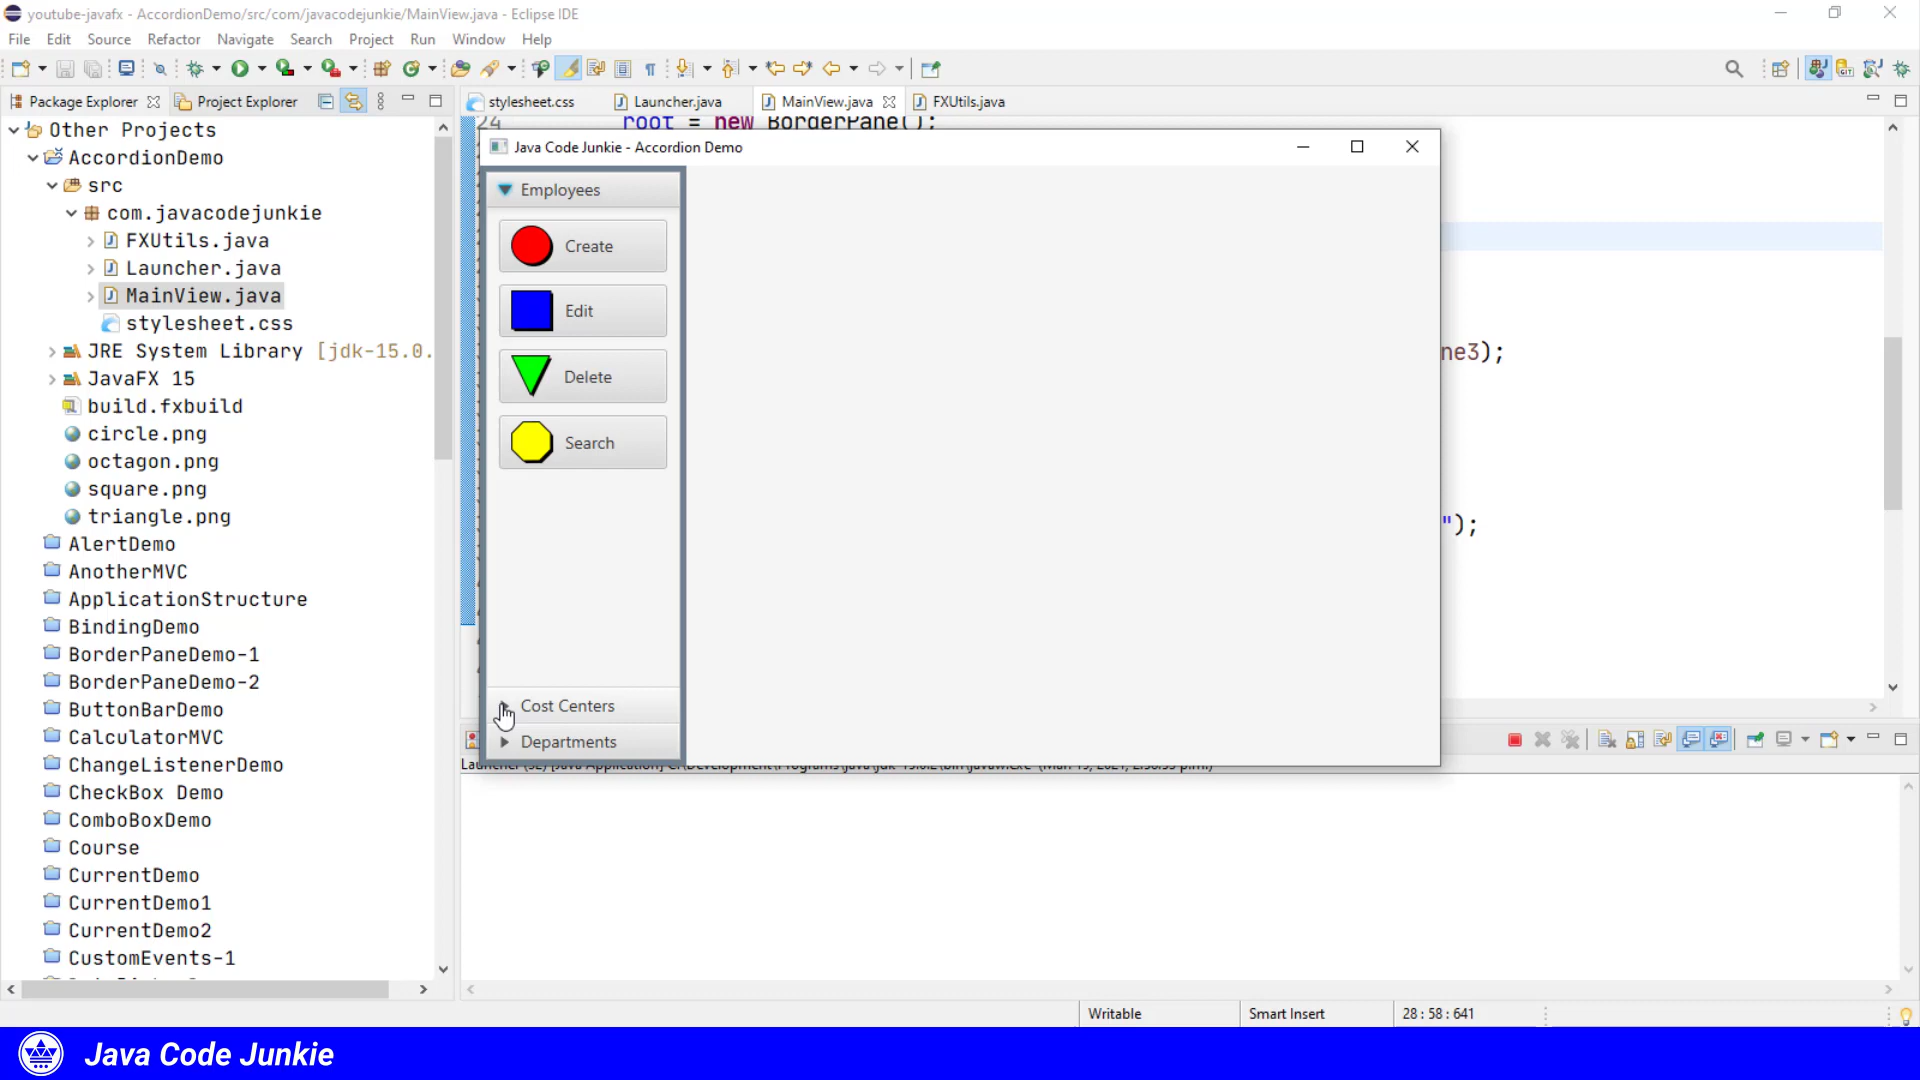 youtube-javafx - AccordionDemo/src/com/javacodejunkie/MainView.java - Eclipse IDE
File Edit Source Refactor Navigate Search Project Run Window Help
Package Explorer Project Explorer
stylesheet.css Launcher.java MainView.java FXUtils.java
Other Projects
AccordionDemo
src
com.javacodejunkie
FXUtils.java
Launcher.java
MainView.java
stylesheet.css
JRE System Library [jdk-15.0.
JavaFX 15
build.fxbuild
circle.png
octagon.png
square.png
triangle.png
AlertDemo
AnotherMVC
ApplicationStructure
BindingDemo
BorderPaneDemo-1
BorderPaneDemo-2
ButtonBarDemo
CalculatorMVC
ChangeListenerDemo
CheckBox Demo
ComboBoxDemo
Course
CurrentDemo
CurrentDemo1
CurrentDemo2
CustomEvents-1
24 root = new BorderPane();
Java Code Junkie - Accordion Demo
Employees
Create
Edit
Delete
Search
Cost Centers
Departments
ne3);
");
Writable Smart Insert 28 : 58 : 641
Java Code Junkie